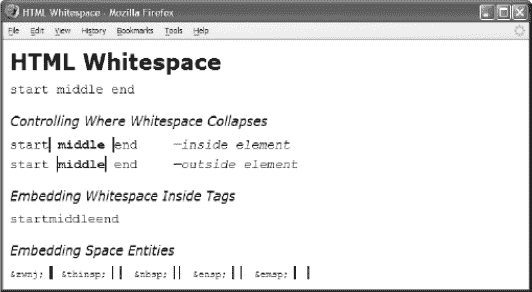 HTML Whitespace - Mozilla Firefox
File Edit View History Bookmarks Tools Help
HTML Whitespace
start middle end
Controlling Where Whitespace Collapses
start middle end —inside element
start middle end —outside element
Embedding Whitespace Inside Tags
startmiddleend
Embedding Space Entities
&zwnj; &thinsp; &nbsp; &ensp; &emsp;